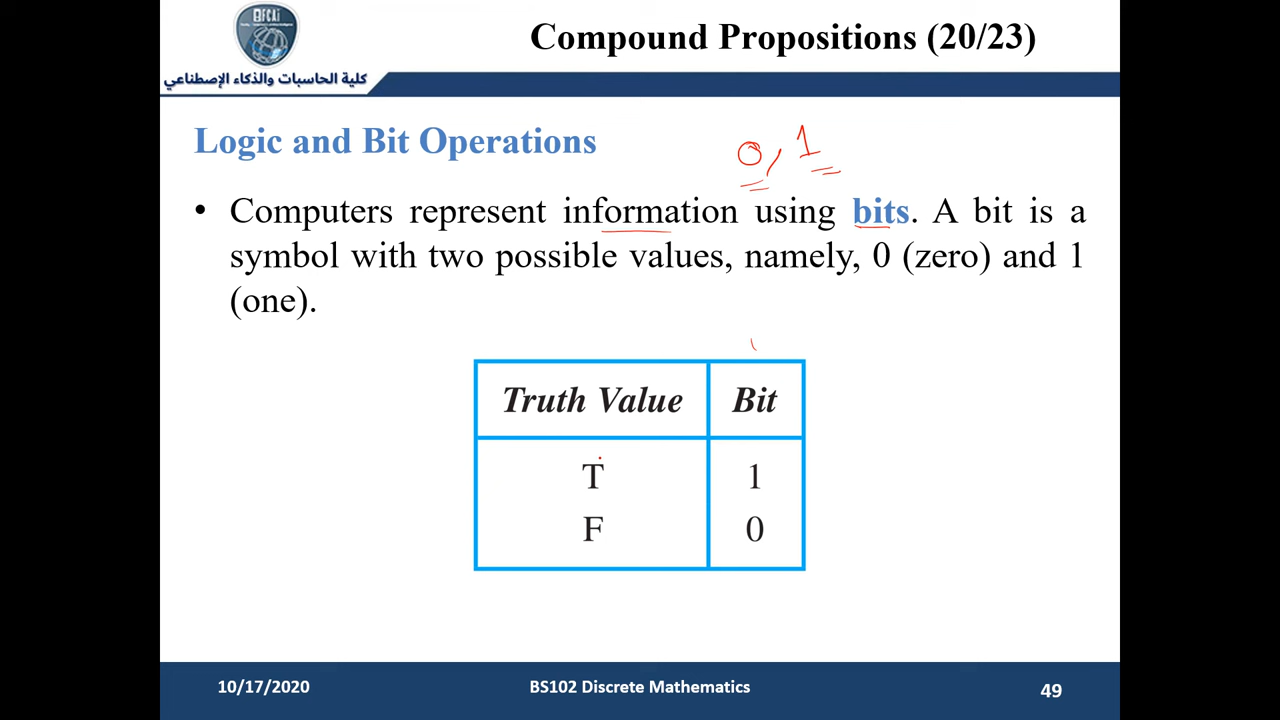 BFCAi
كلية الحاسبات والذكاء الإصطناعي
Compound Propositions (20/23)
Logic and Bit Operations
0, 1
• Computers represent information using bits. A bit is a
symbol with two possible values, namely, 0 (zero) and 1
(one).
Truth Value Bit
T 1
F 0
10/17/2020 BS102 Discrete Mathematics 49